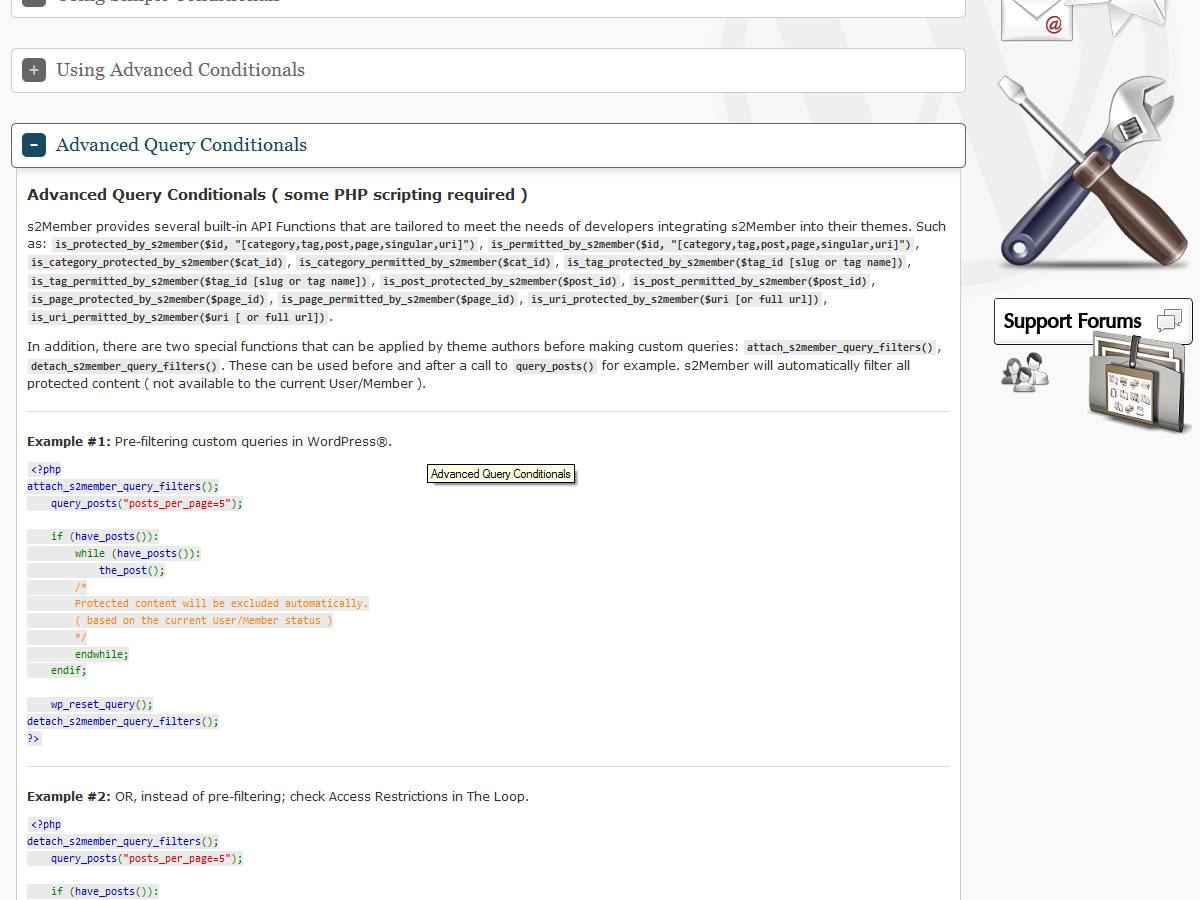 @
+ Using Advanced Conditionals
- Advanced Query Conditionals
Advanced Query Conditionals ( some PHP scripting required )
s2Member provides several built-in API Functions that are tailored to meet the needs of developers integrating s2Member into their themes. Such
as: is_protected_by_s2member($id, "[category,tag,post,page,singular,uri]"), is_permitted_by_s2member($id, "[category,tag,post,page,singular,uri]"),
is_category_protected_by_s2member($cat_id), is_category_permitted_by_s2member($cat_id), is_tag_protected_by_s2member($tag_id [slug or tag name]),
is_tag_permitted_by_s2member($tag_id [slug or tag name]), is_post_protected_by_s2member($post_id), is_post_permitted_by_s2member($post_id),
is_page_protected_by_s2member($page_id), is_page_permitted_by_s2member($page_id), is_uri_protected_by_s2member($uri [or full url]),
is_uri_permitted_by_s2member($uri [ or full url]).
In addition, there are two special functions that can be applied by theme authors before making custom queries: attach_s2member_query_filters(),
detach_s2member_query_filters(). These can be used before and after a call to query_posts() for example. s2Member will automatically filter all
protected content ( not available to the current User/Member ).
Support Forums
Example #1: Pre-filtering custom queries in WordPress®.
Advanced Query Conditionals
<?php
attach_s2member_query_filters();
query_posts("posts_per_page=5");
if (have_posts()):
while (have_posts()):
the_post();
/*
Protected content will be excluded automatically.
( based on the current User/Member status )
*/
endwhile;
endif;
wp_reset_query();
detach_s2member_query_filters();
?>
Example #2: OR, instead of pre-filtering; check Access Restrictions in The Loop.
<?php
detach_s2member_query_filters();
query_posts("posts_per_page=5");
if (have_posts()):